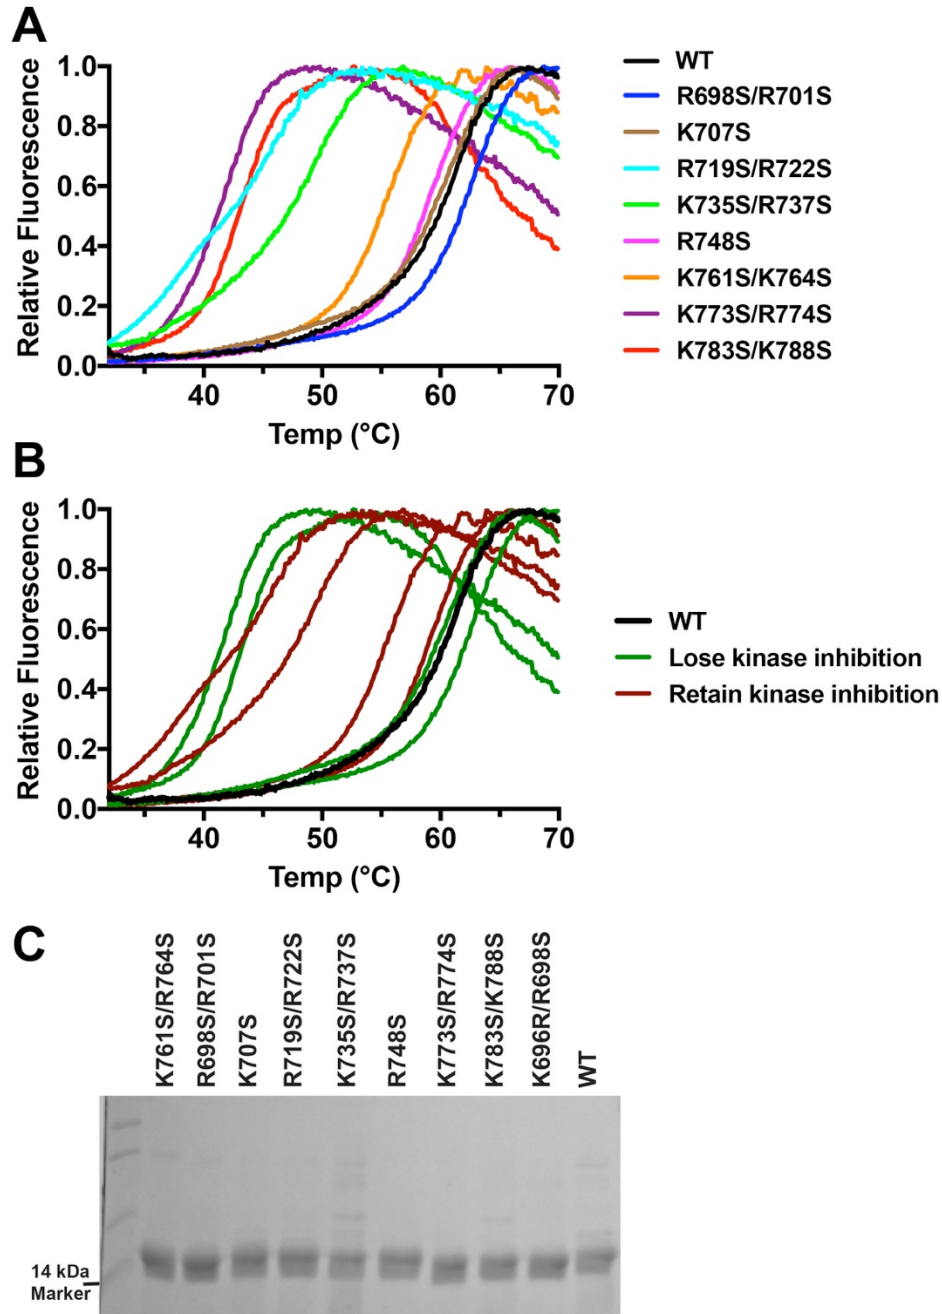 A
1.0
0.8
0.6
0.4
0.2
0.0
Relative Fluorescence
40
50
60
70
Temp (°C)
WT
R698S/R701S
K707S
R719S/R722S
K735S/R737S
R748S
K761S/K764S
K773S/R774S
K783S/K788S
B
1.0
0.8
0.6
0.4
0.2
0.0
Relative Fluorescence
40
50
60
70
Temp (°C)
WT
Lose kinase inhibition
Retain kinase inhibition
C
K761S/R764S
R698S/R701S
K707S
R719S/R722S
K735S/R737S
R748S
K773S/R774S
K783S/K788S
K696R/R698S
WT
14 kDa
Marker